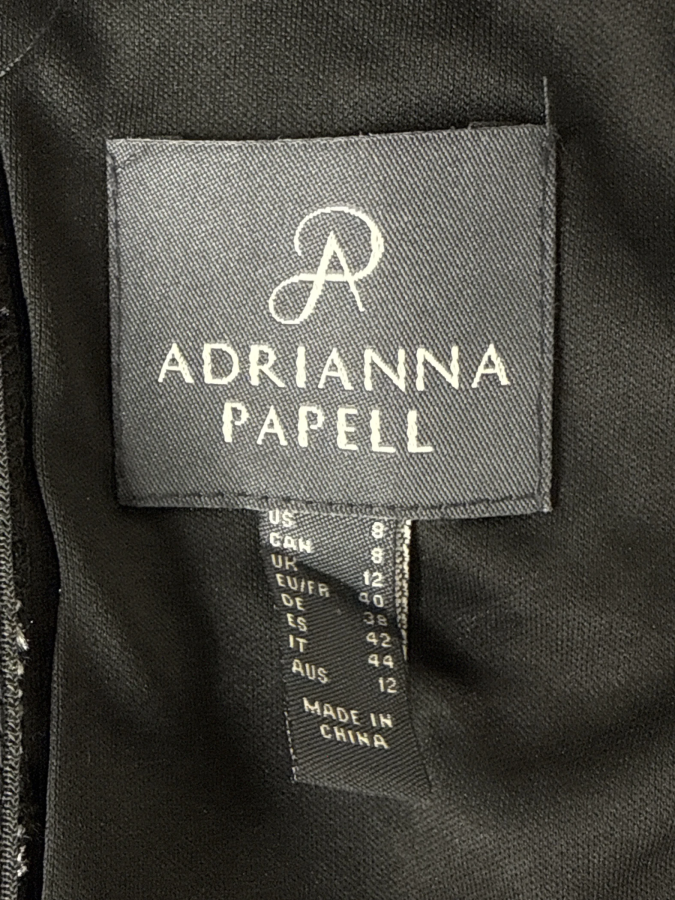 AP
ADRIANNA
PAPELL
US 8
CAN 8
UK 12
EU/FR 40
DE 38
ES 42
IT 44
AUS 12
MADE IN
CHINA